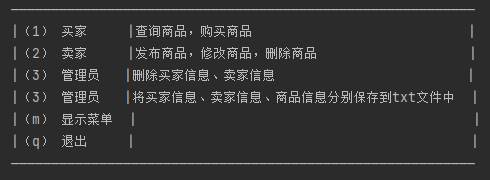 |（1） 买家 |查询商品，购买商品 |
|（2） 卖家 |发布商品，修改商品，删除商品 |
|（3） 管理员 |删除买家信息、卖家信息 |
|（3） 管理员 |将买家信息、卖家信息、商品信息分别保存到txt文件中 |
|（m） 显示菜单 | |
|（q） 退出 | |